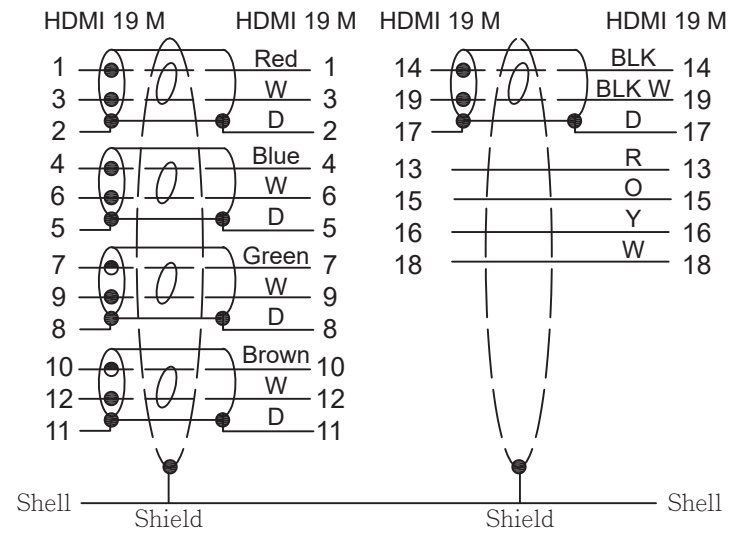 HDMI 19 M HDMI 19 M HDMI 19 M HDMI 19 M
1 Red 1
3 W 3
2 D 2
4 Blue 4
6 W 6
5 D 5
7 Green 7
9 W 9
8 D 8
10 Brown 10
12 W 12
11 D 11
14 BLK 14
19 BLK W 19
17 D 17
13 R 13
15 O 15
16 Y 16
18 W 18
Shell Shield Shield Shell